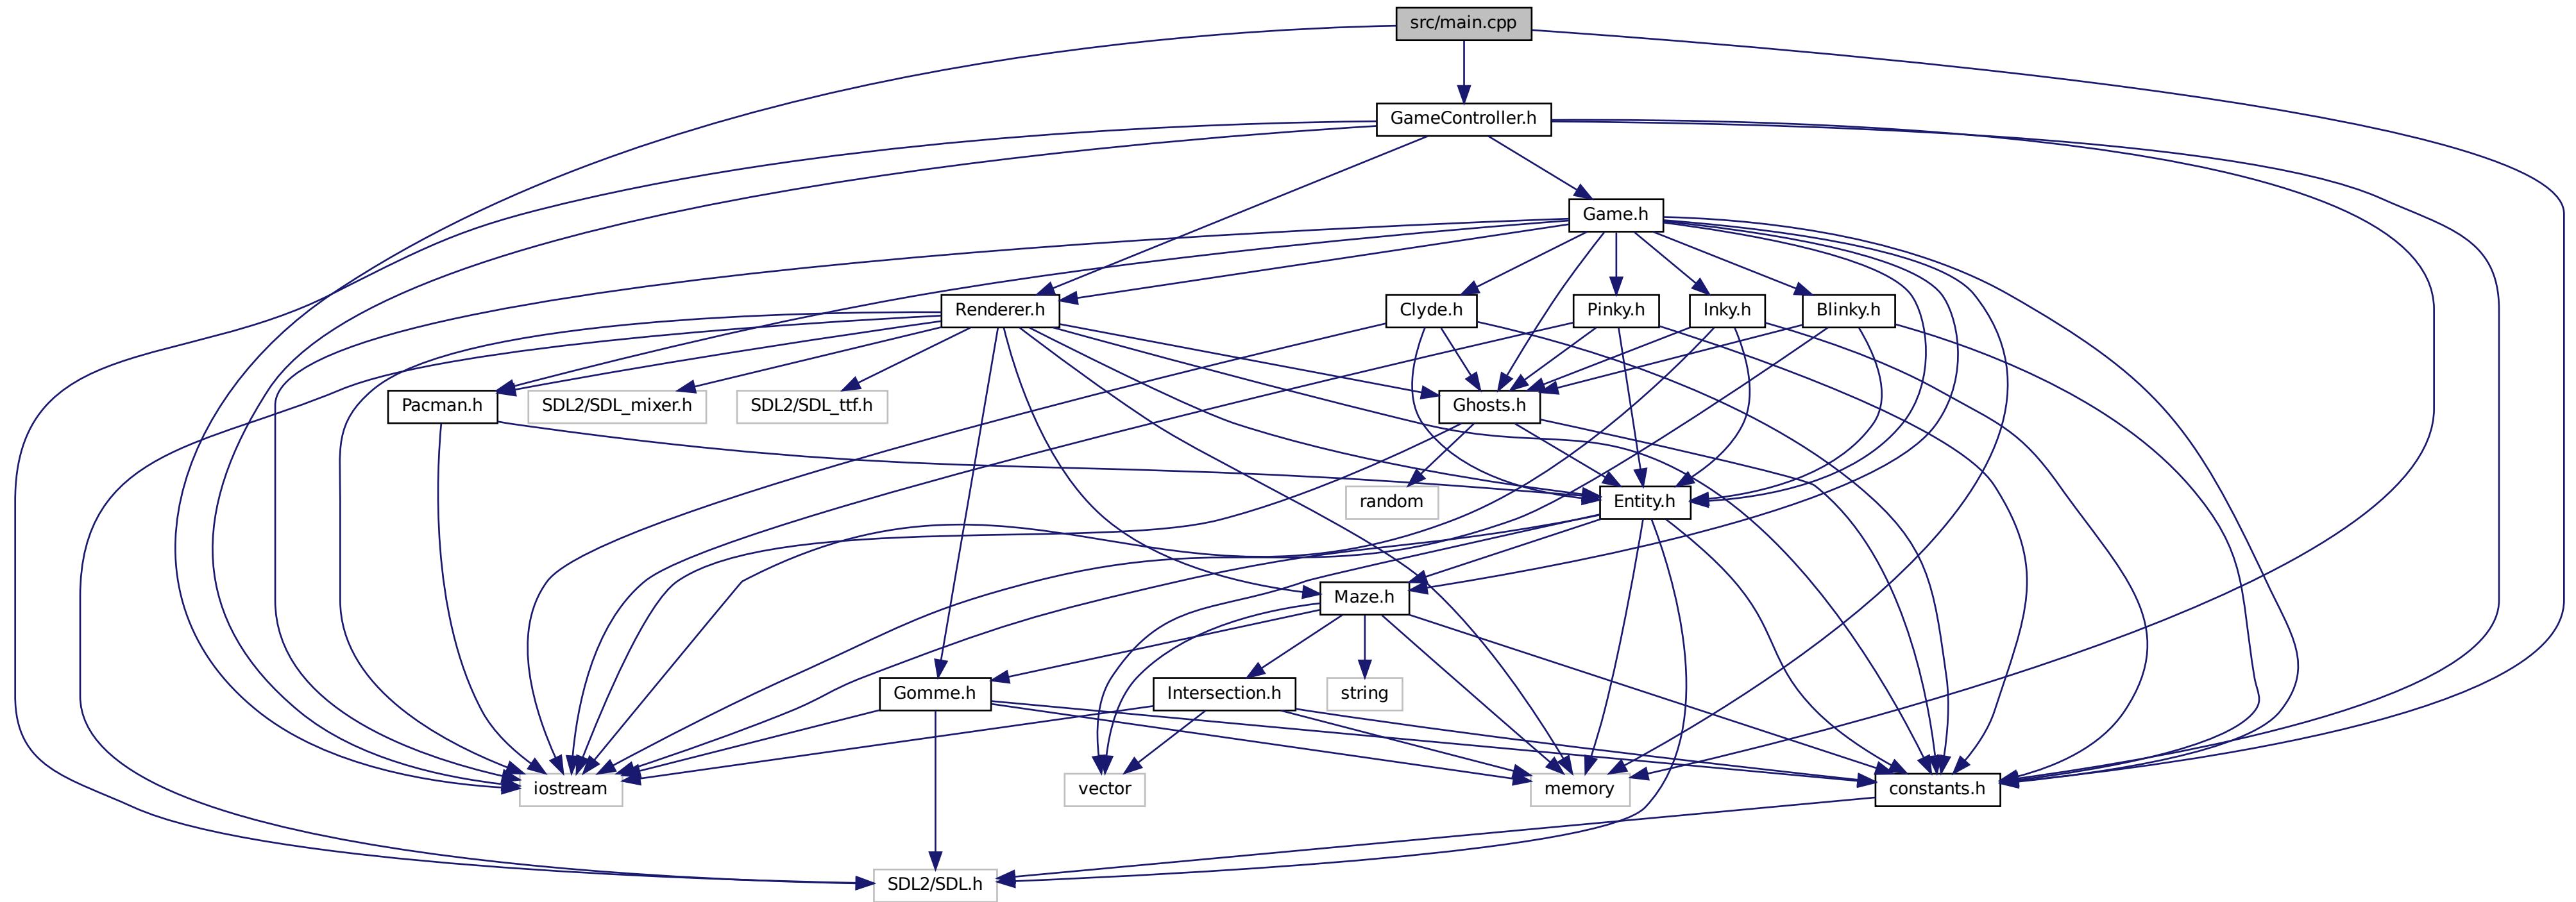 src/main.cpp
GameController.h
Game.h
Renderer.h
Clyde.h
Pinky.h
Inky.h
Blinky.h
Pacman.h
SDL2/SDL_mixer.h
SDL2/SDL_ttf.h
Ghosts.h
random
Entity.h
Maze.h
Gomme.h
Intersection.h
string
iostream
vector
memory
constants.h
SDL2/SDL.h